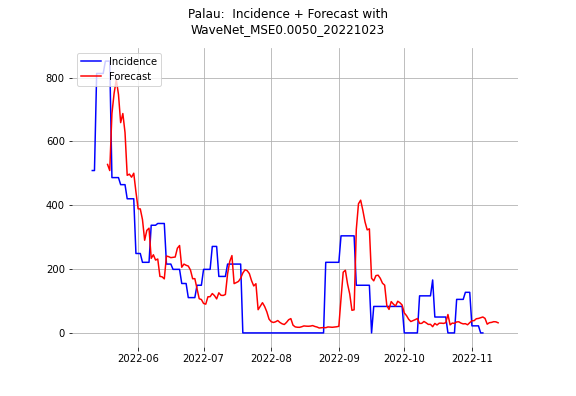 Palau:  Incidence + Forecast with
WaveNet_MSE0.0050_20221023
Incidence
Forecast
800
600
400
200
0
2022-06
2022-07
2022-08
2022-09
2022-10
2022-11